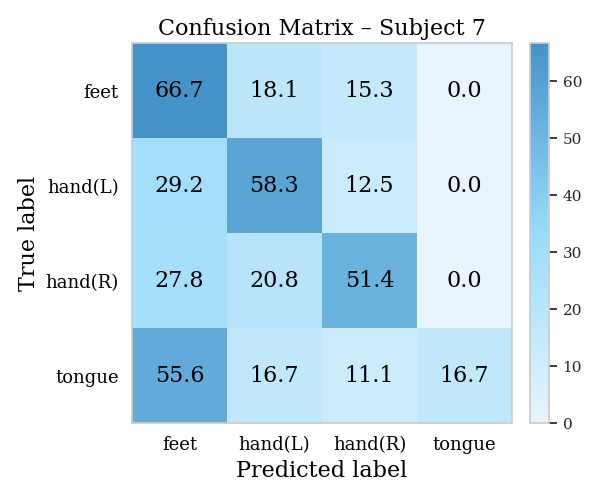 Confusion Matrix – Subject 7
True label
feet 66.7 18.1 15.3 0.0
hand(L) 29.2 58.3 12.5 0.0
hand(R) 27.8 20.8 51.4 0.0
tongue 55.6 16.7 11.1 16.7
feet hand(L) hand(R) tongue
Predicted label
60
50
40
30
20
10
0